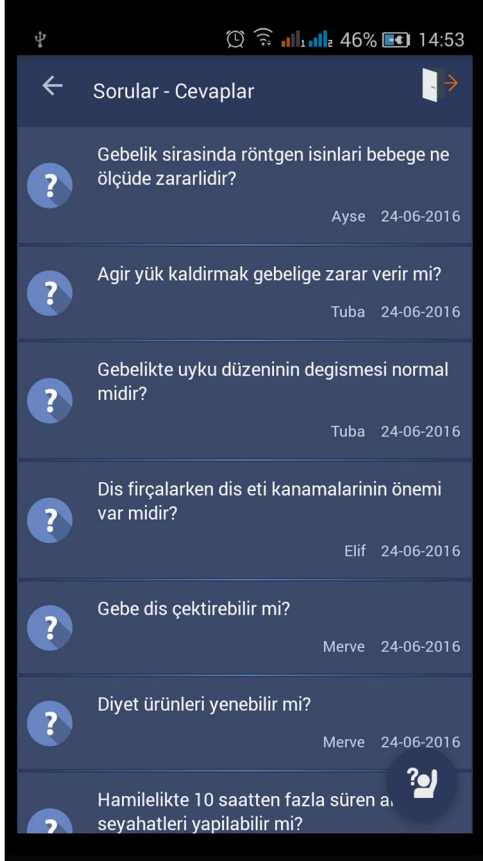 46% 14:53
Sorular - Cevaplar
Gebelik sirasinda röntgen isinlari bebege ne
ölçüde zararlidir?
Ayse 24-06-2016
Agir yük kaldirmak gebelige zarar verir mi?
Tuba 24-06-2016
Gebelikte uyku düzeninin degismesi normal
midir?
Tuba 24-06-2016
Dis firçalarken dis eti kanamalarinin önemi
var midir?
Elif 24-06-2016
Gebe dis çektirebilir mi?
Merve 24-06-2016
Diyet ürünleri yenebilir mi?
Merve 24-06-2016
Hamilelikte 10 saatten fazla süren
seyahatleri yapilabilir mi?